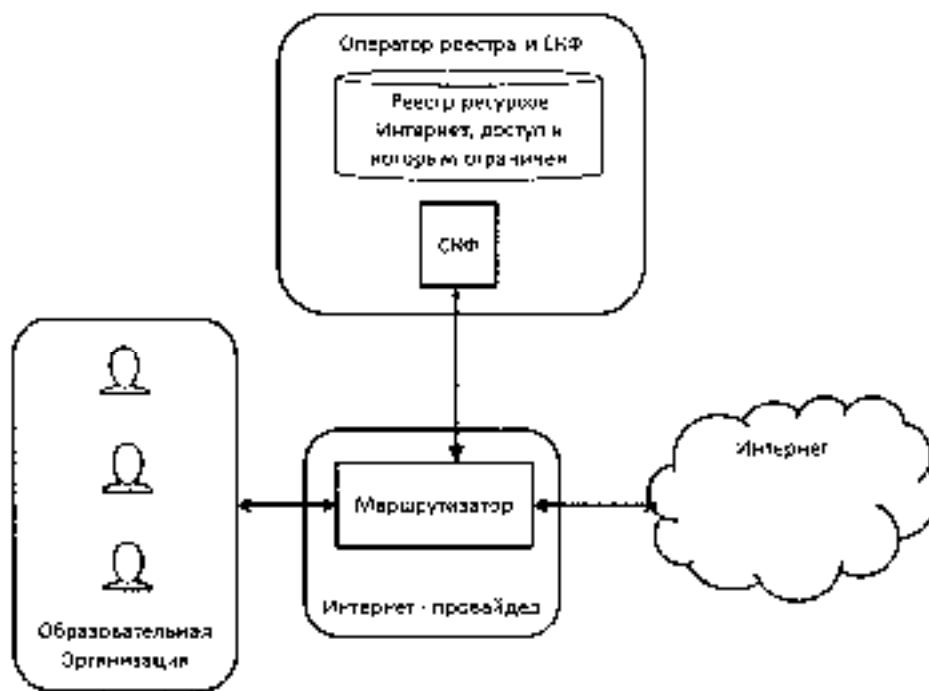 Оператор реестра и СКФ
Реестр ресурсов
Интернет, доступ к
которым ограничен
СКФ
Интернет
Маршрутизатор
Интернет - провайдер
Образовательная
Организация